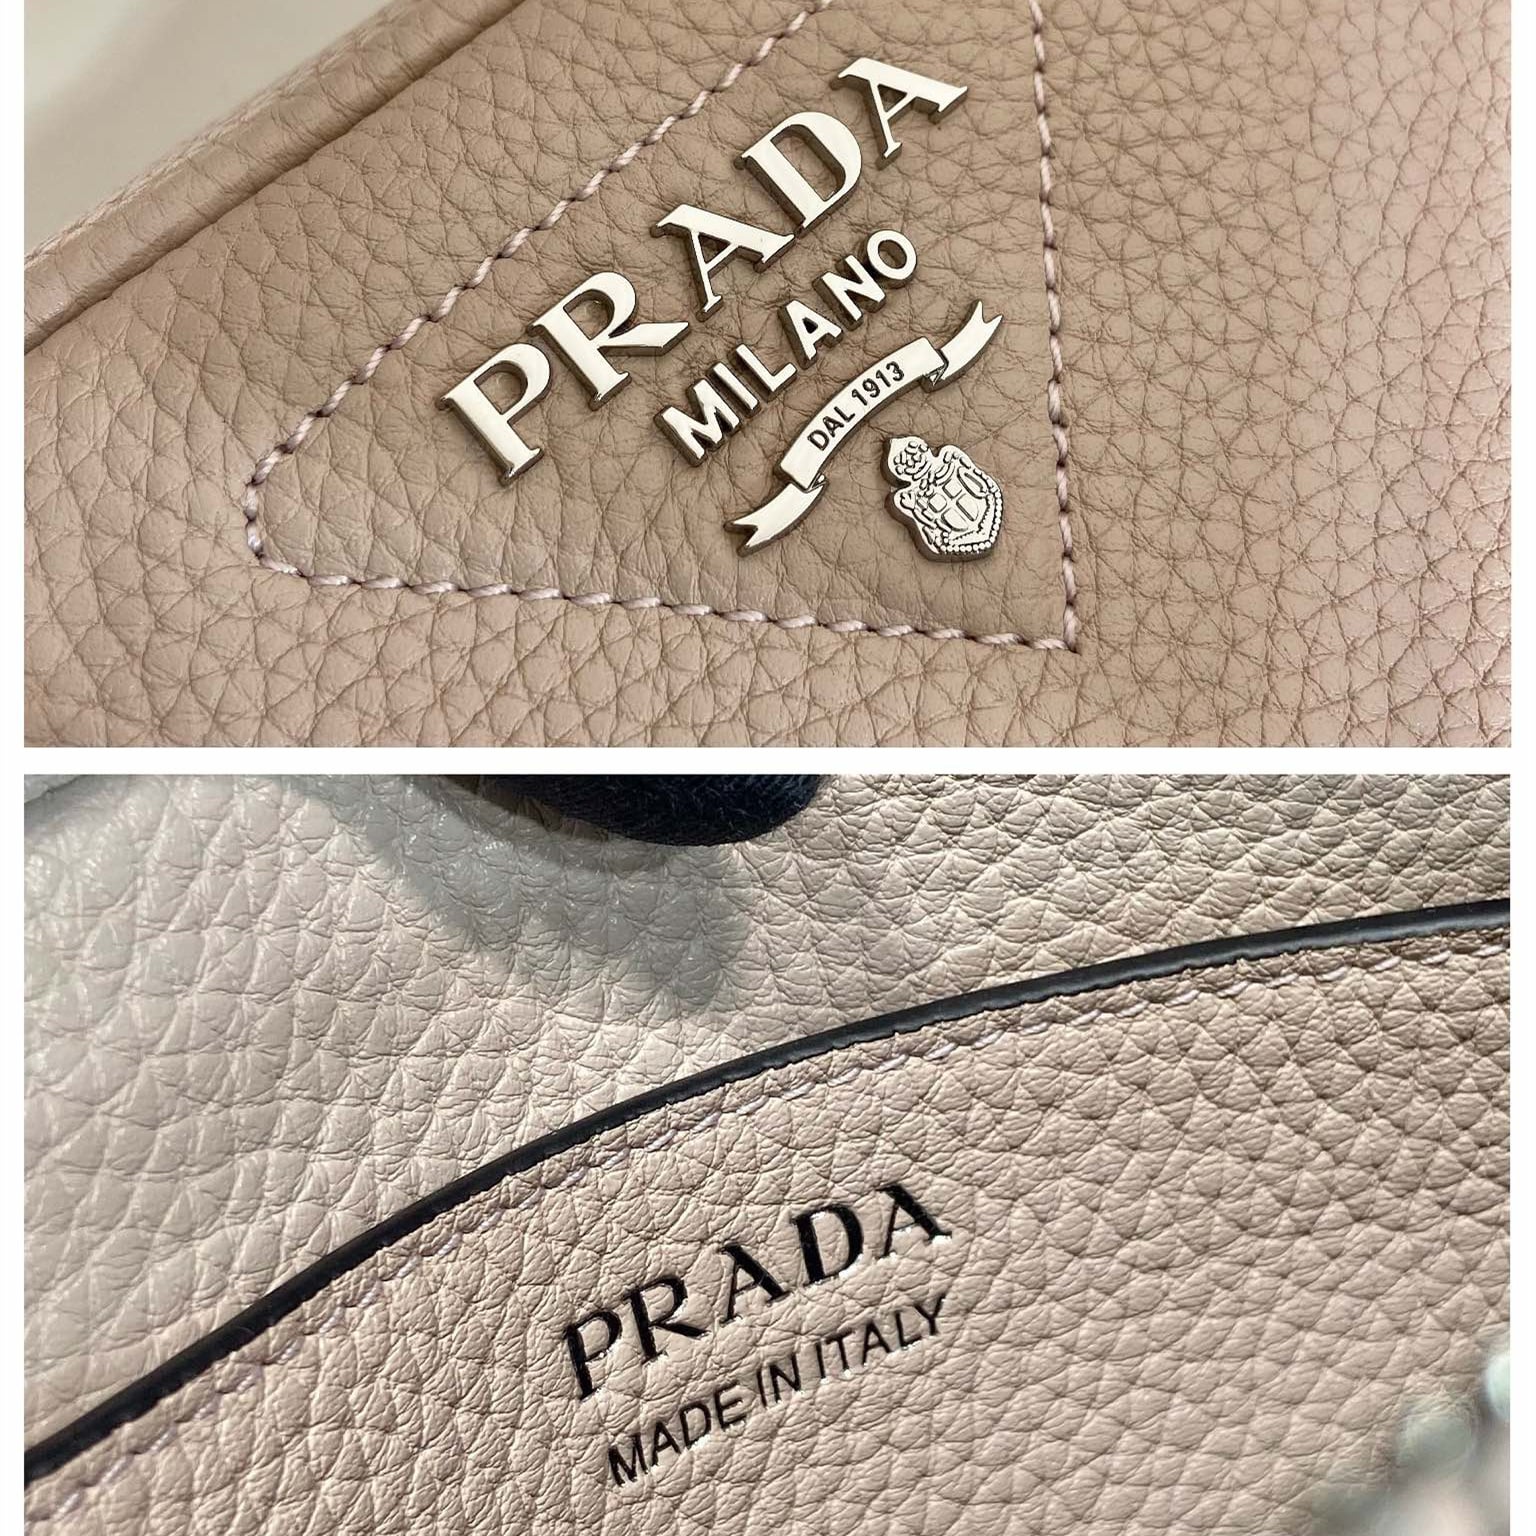 PRADA
MILANO
DAL 1913
PRADA
MADE IN ITALY